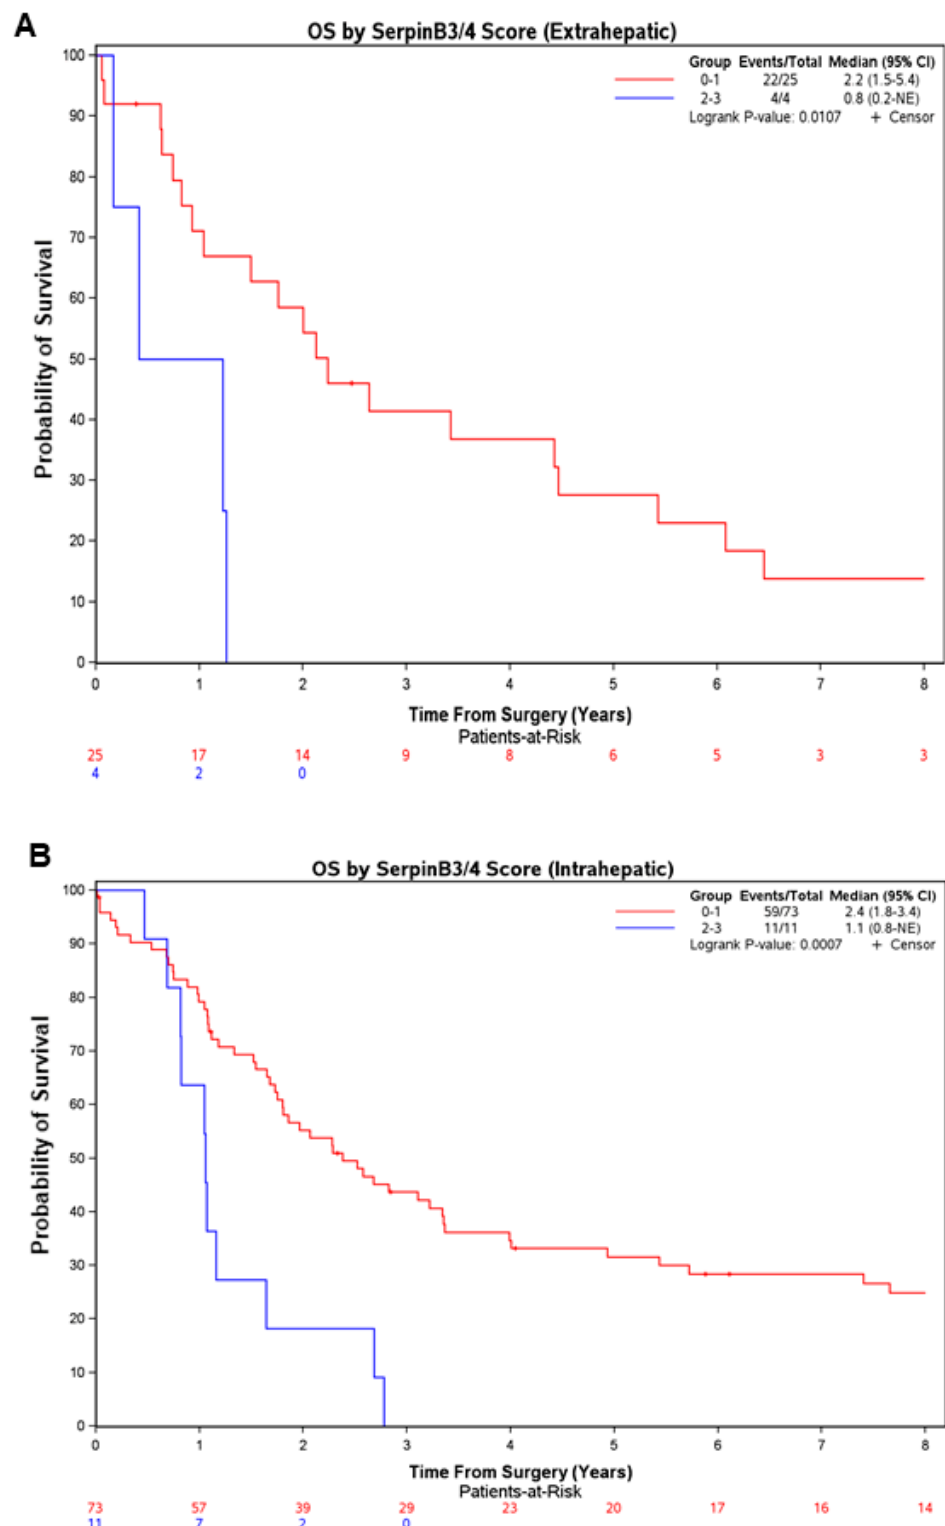 A
OS by SerpinB3/4 Score (Extrahepatic)
Group Events/Total Median (95% CI)
0-1 22/25 2.2 (1.5-5.4)
2-3 4/4 0.8 (0.2-NE)
Logrank P-value: 0.0107 + Censor
Probability of Survival
100
90
80
70
60
50
40
30
20
10
0
0 1 2 3 4 5 6 7 8
Time From Surgery (Years)
Patients-at-Risk
25 17 14 9 8 6 5 3 3
4 2 0
B
OS by SerpinB3/4 Score (Intrahepatic)
Group Events/Total Median (95% CI)
0-1 59/73 2.4 (1.8-3.4)
2-3 11/11 1.1 (0.8-NE)
Logrank P-value: 0.0007 + Censor
Probability of Survival
100
90
80
70
60
50
40
30
20
10
0
0 1 2 3 4 5 6 7 8
Time From Surgery (Years)
Patients-at-Risk
73 57 39 29 23 20 17 16 14
11 7 2 0